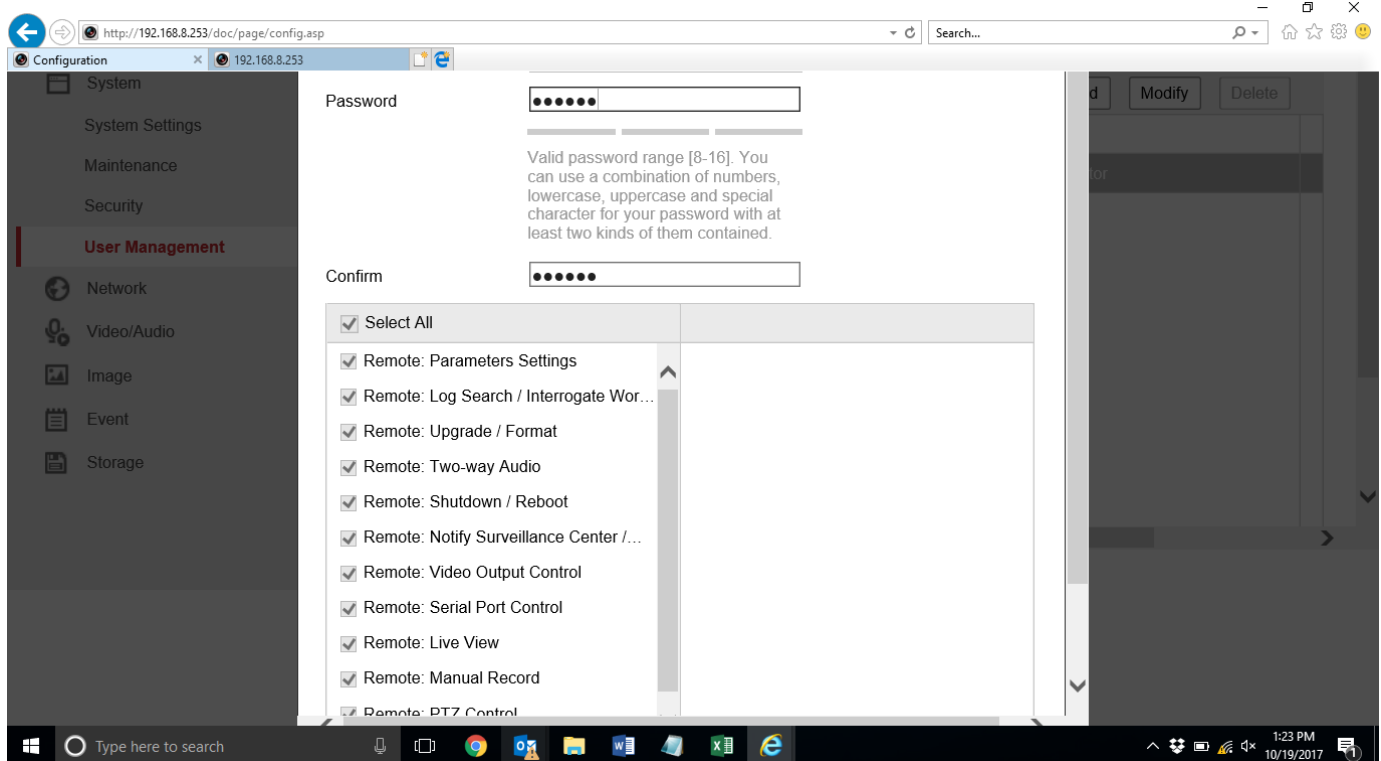 http://192.168.8.253/doc/page/config.asp
Search...
Configuration
192.168.8.253
System
System Settings
Maintenance
Security
User Management
Network
Video/Audio
Image
Event
Storage
Password
••••••
Valid password range [8-16]. You
can use a combination of numbers,
lowercase, uppercase and special
character for your password with at
least two kinds of them contained.
Confirm
••••••
Select All
Remote: Parameters Settings
Remote: Log Search / Interrogate Wor...
Remote: Upgrade / Format
Remote: Two-way Audio
Remote: Shutdown / Reboot
Remote: Notify Surveillance Center /...
Remote: Video Output Control
Remote: Serial Port Control
Remote: Live View
Remote: Manual Record
Remote: PTZ Control
d
Modify
Delete
tor
Type here to search
1:23 PM
10/19/2017
1